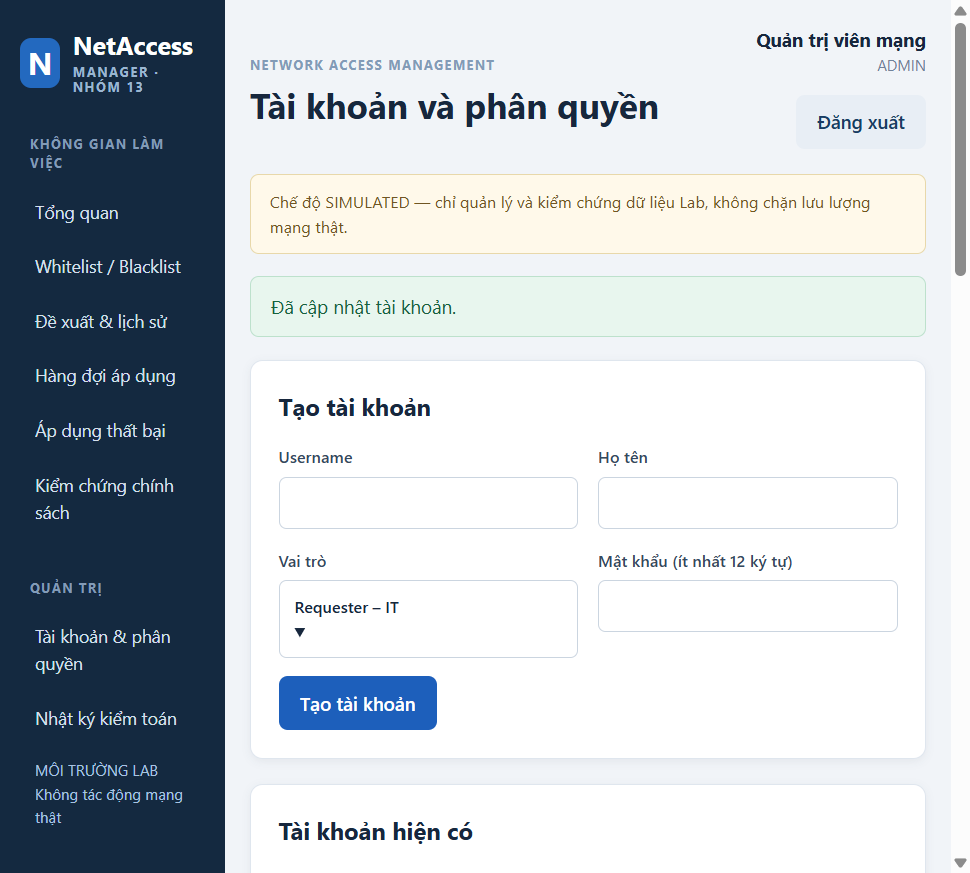 N
NetAccess
MANAGER ·
NHÓM 13
KHÔNG GIAN LÀM
VIỆC
Tổng quan
Whitelist / Blacklist
Đề xuất & lịch sử
Hàng đợi áp dụng
Áp dụng thất bại
Kiểm chứng chính
sách
QUẢN TRỊ
Tài khoản & phân
quyền
Nhật ký kiểm toán
MÔI TRƯỜNG LAB
Không tác động mạng
thật
NETWORK ACCESS MANAGEMENT
Tài khoản và phân quyền
Quản trị viên mạng
ADMIN
Đăng xuất
Chế độ SIMULATED — chỉ quản lý và kiểm chứng dữ liệu Lab, không chặn lưu lượng
mạng thật.
Đã cập nhật tài khoản.
Tạo tài khoản
Username
Họ tên
Vai trò
Mật khẩu (ít nhất 12 ký tự)
Requester – IT
Tạo tài khoản
Tài khoản hiện có